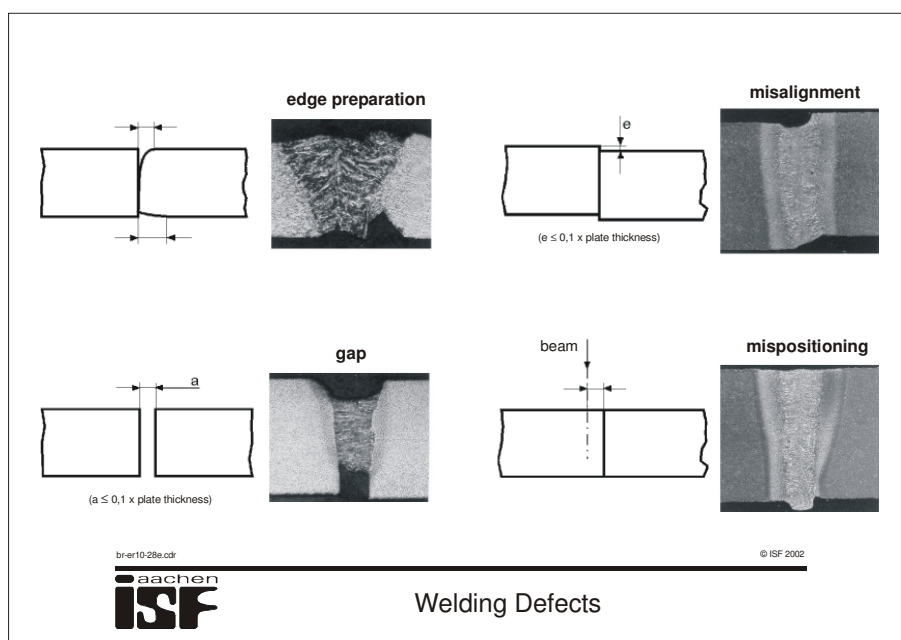 edge preparation
misalignment
e
(e ≤ 0,1 x plate thickness)
gap
a
(a ≤ 0,1 x plate thickness)
beam
mispositioning
br-er10-28e.cdr
© ISF 2002
aachen
ISF
Welding Defects